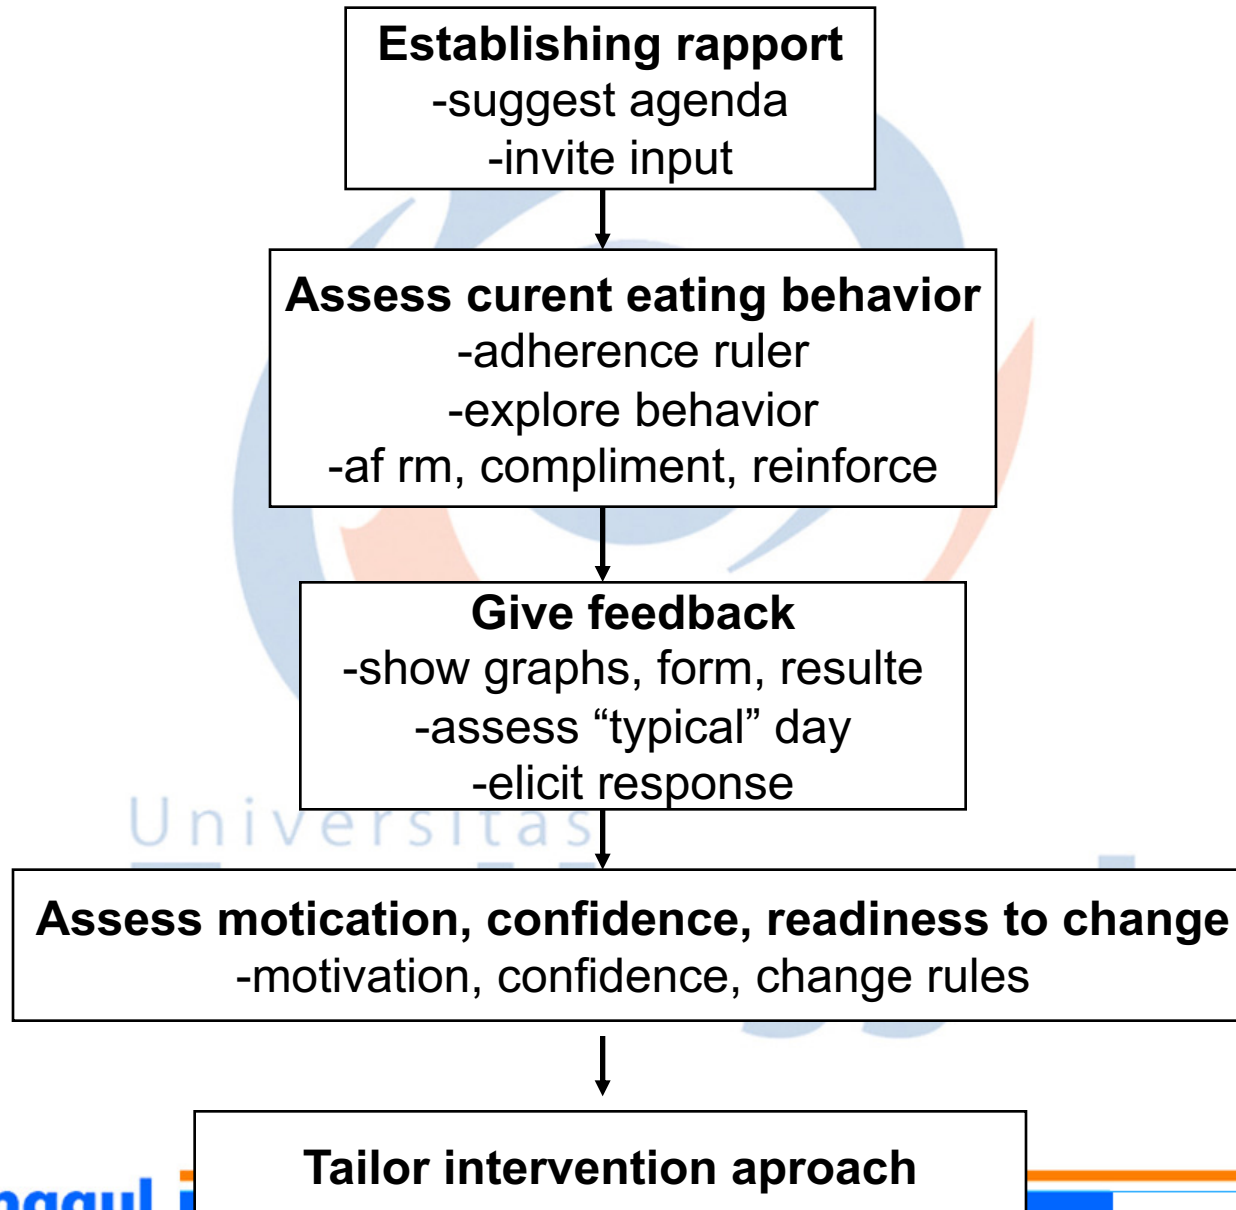 Establishing rapport
-suggest agenda
-invite input
Assess curent eating behavior
-adherence ruler
-explore behavior
-af rm, compliment, reinforce
Give feedback
-show graphs, form, resulte
-assess “typical” day
-elicit response
Universitas
Assess motication, confidence, readiness to change
-motivation, confidence, change rules
Tailor intervention aproach